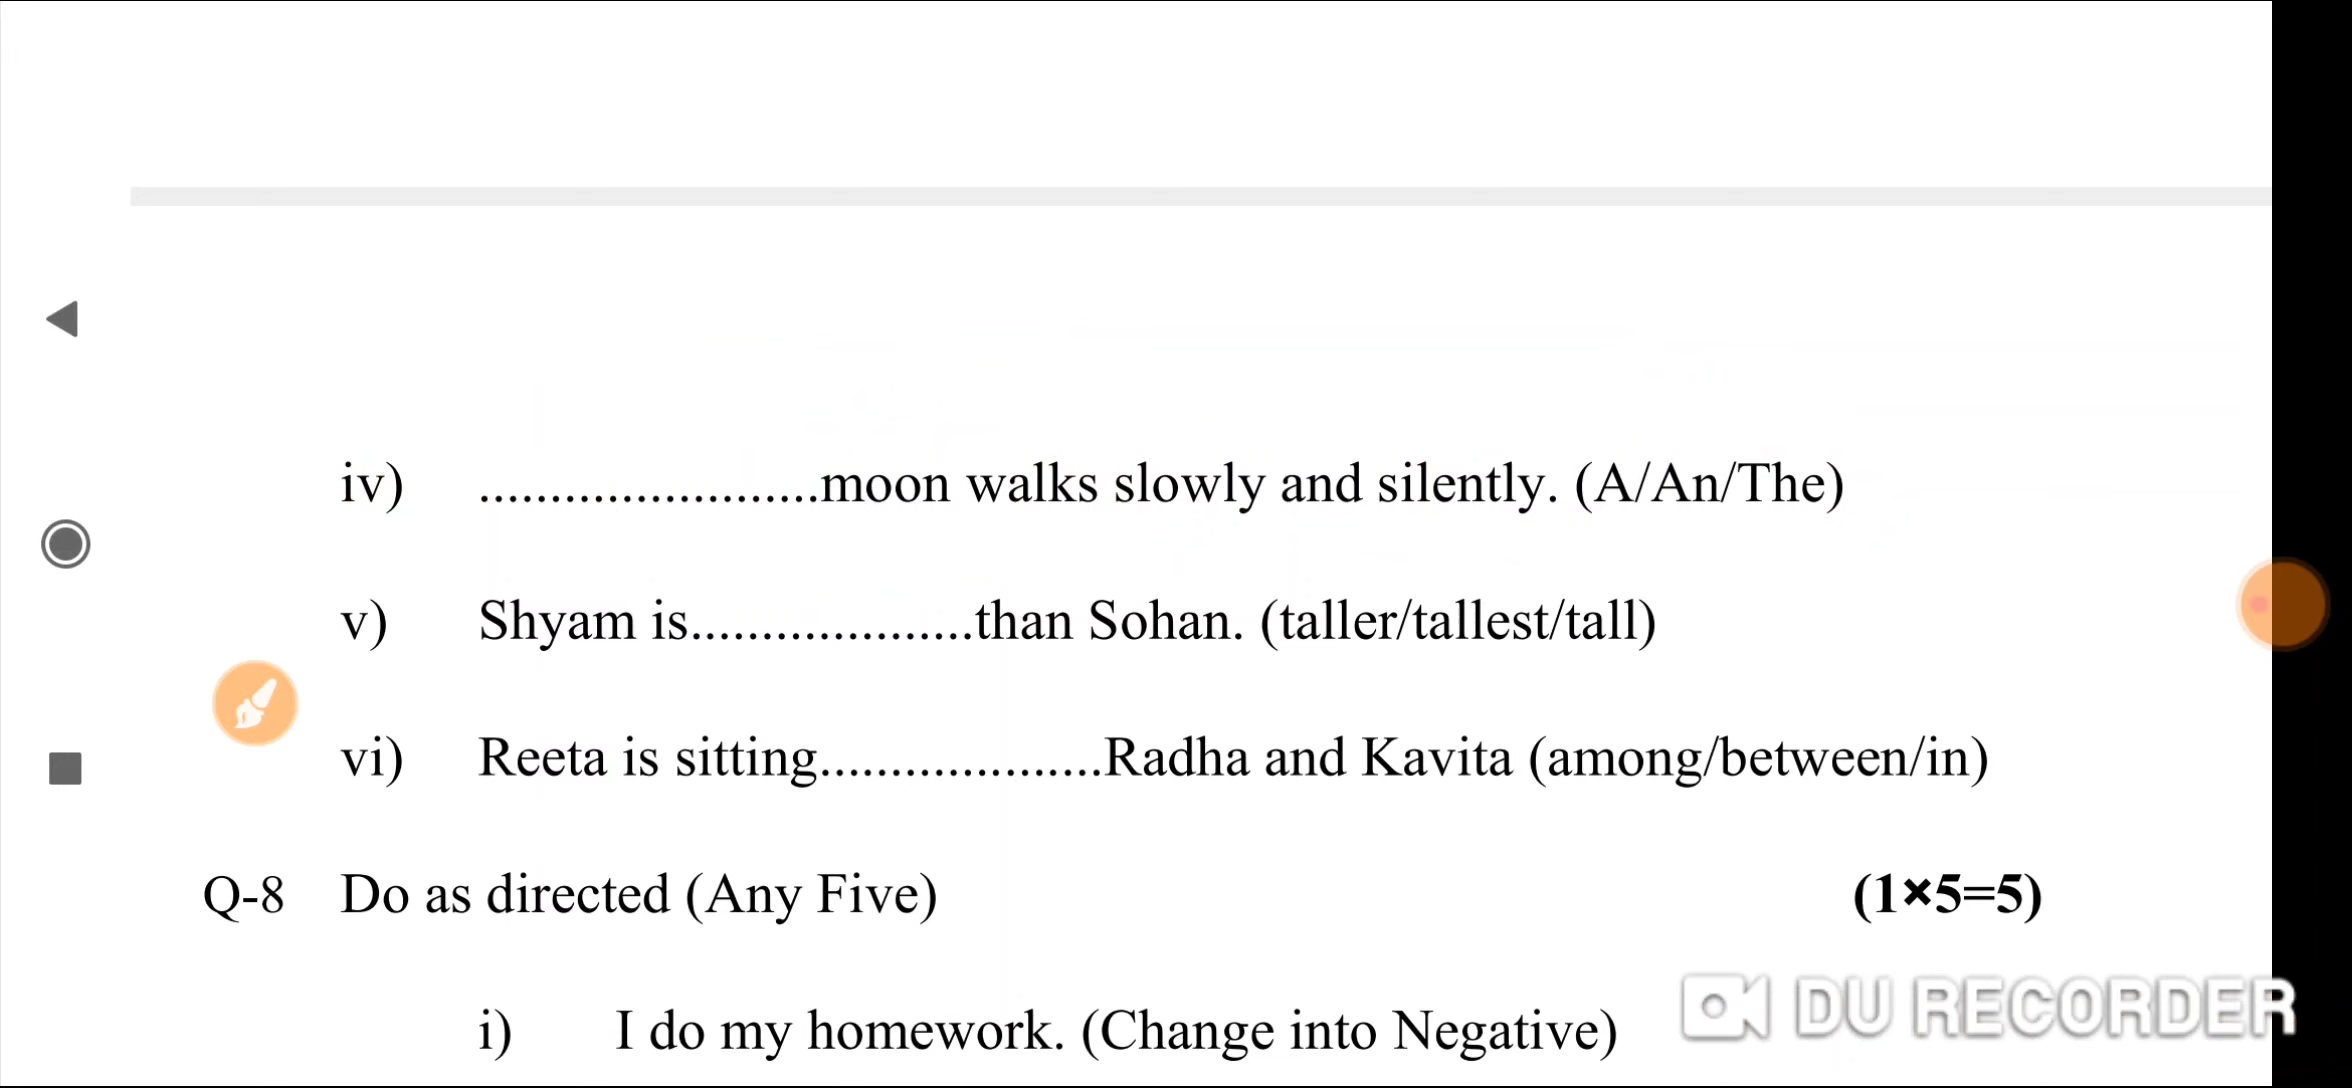 iv) ........................moon walks slowly and silently. (A/An/The)
v) Shyam is....................than Sohan. (taller/tallest/tall)
vi) Reeta is sitting....................Radha and Kavita (among/between/in)
Q-8 Do as directed (Any Five) (1×5=5)
i) I do my homework. (Change into Negative)
DU RECORDER